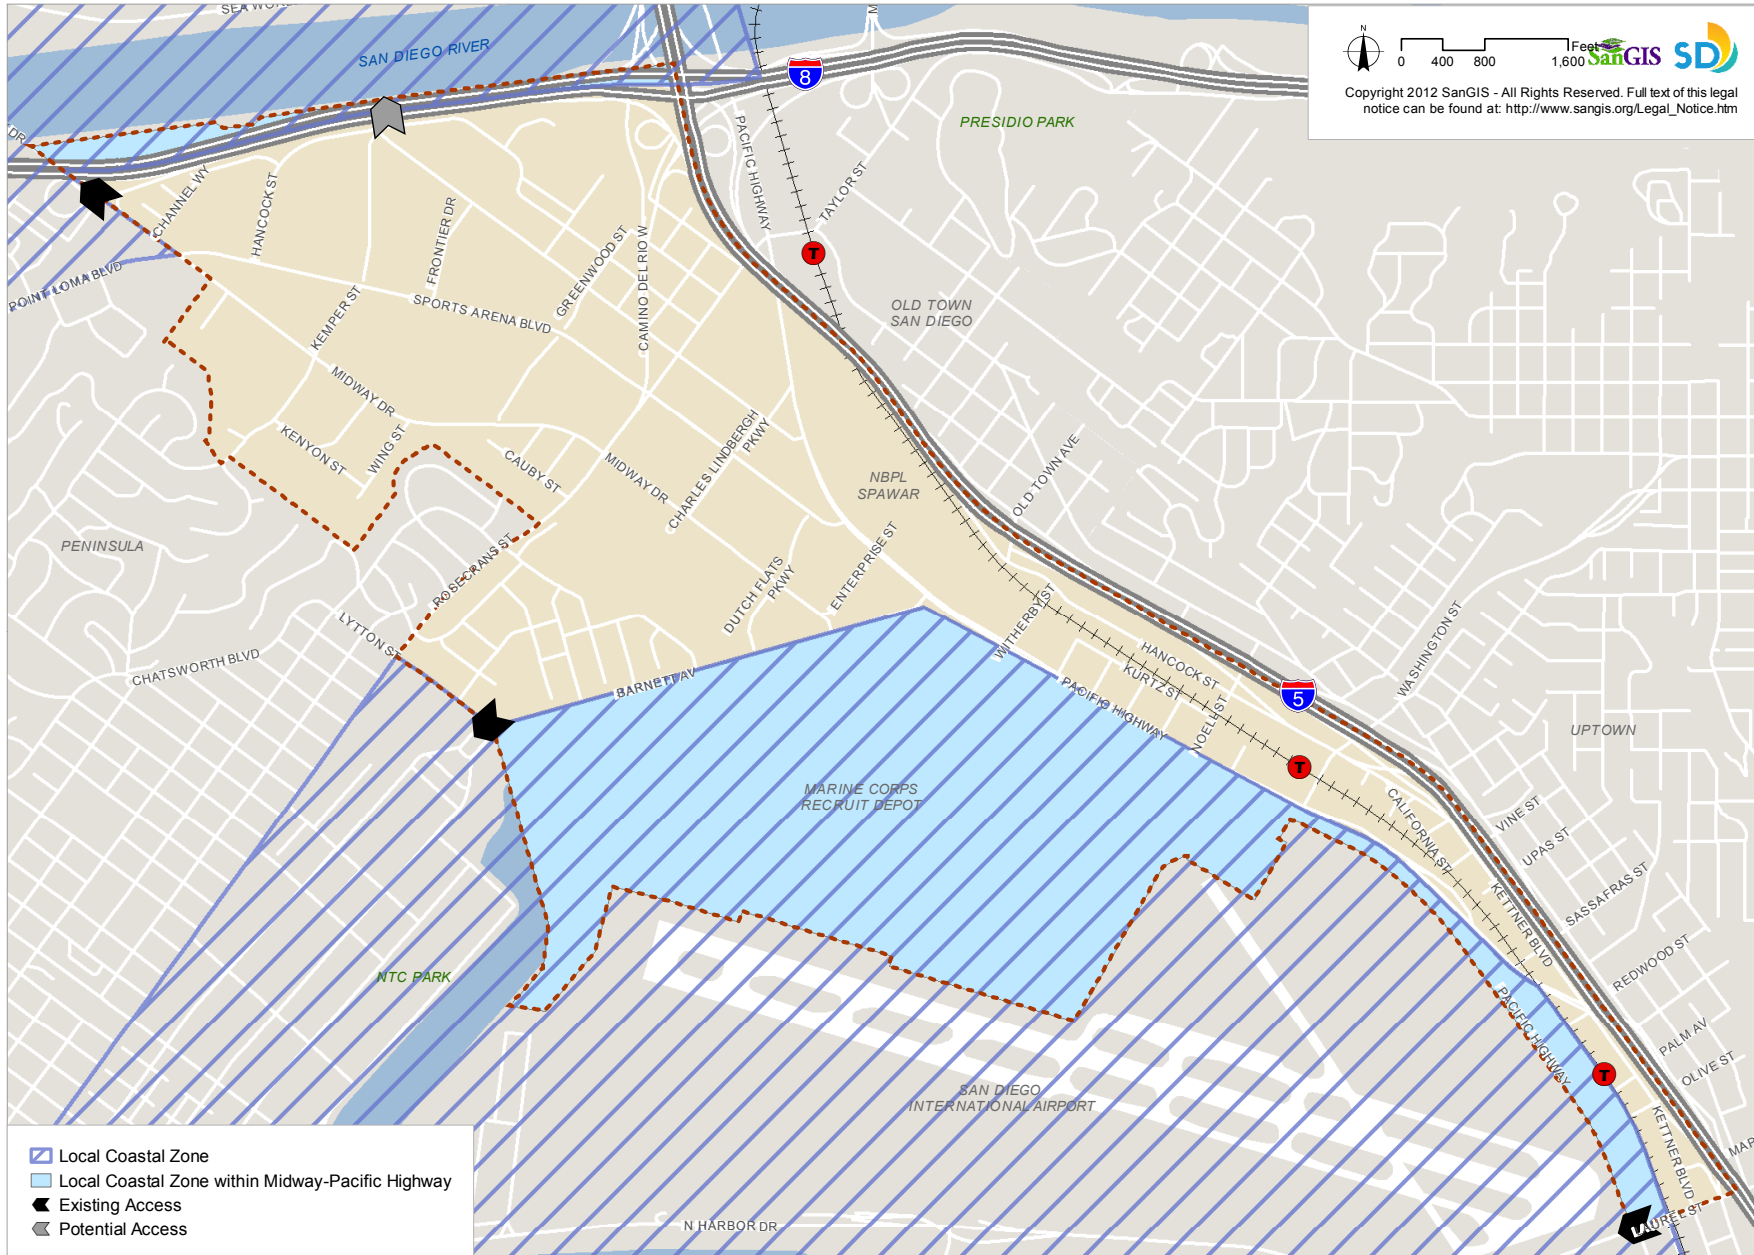 SEA WORL
M
N
Feet
0 400 800 1,600
SanGIS SD
Copyright 2012 SanGIS - All Rights Reserved. Full text of this legal
notice can be found at: http://www.sangis.org/Legal_Notice.htm
SAN DIEGO RIVER
8
DR
PRESIDIO PARK
PACIFIC HIGHWAY
TAYLOR ST
CHANNEL WY
HANCOCK ST
FRONTIER DR
GREENWOOD ST
CAMINO DEL RIO W
T
POINT LOMA BLVD
SPORTS ARENA BLVD
KEMPER ST
OLD TOWN
SAN DIEGO
MIDWAY DR
KENYON ST
WING ST
CAUBY ST
MIDWAY DR
CHARLES LINDBERGH
PKWY
NBPL
SPAWAR
OLD TOWN AVE
PENINSULA
ROSECRANS ST
DUTCH FLATS
PKWY
ENTERPRISE ST
LYTTON ST
CHATSWORTH BLVD
WITHERBY ST
BARNETT AV
HANCOCK ST
KURTZ ST
PACIFIC HIGHWAY
NOELL ST
5
WASHINGTON ST
UPTOWN
T
MARINE CORPS
RECRUIT DEPOT
CALIFORNIA ST
VINE ST
UPAS ST
SASSAFRAS ST
KETTNER BLVD
REDWOOD ST
NTC PARK
PACIFIC HIGHWAY
PALM AV
OLIVE ST
T
SAN DIEGO
INTERNATIONAL AIRPORT
KETTNER BLVD
MAP
LAUREL ST
N HARBOR DR
Local Coastal Zone
Local Coastal Zone within Midway-Pacific Highway
Existing Access
Potential Access